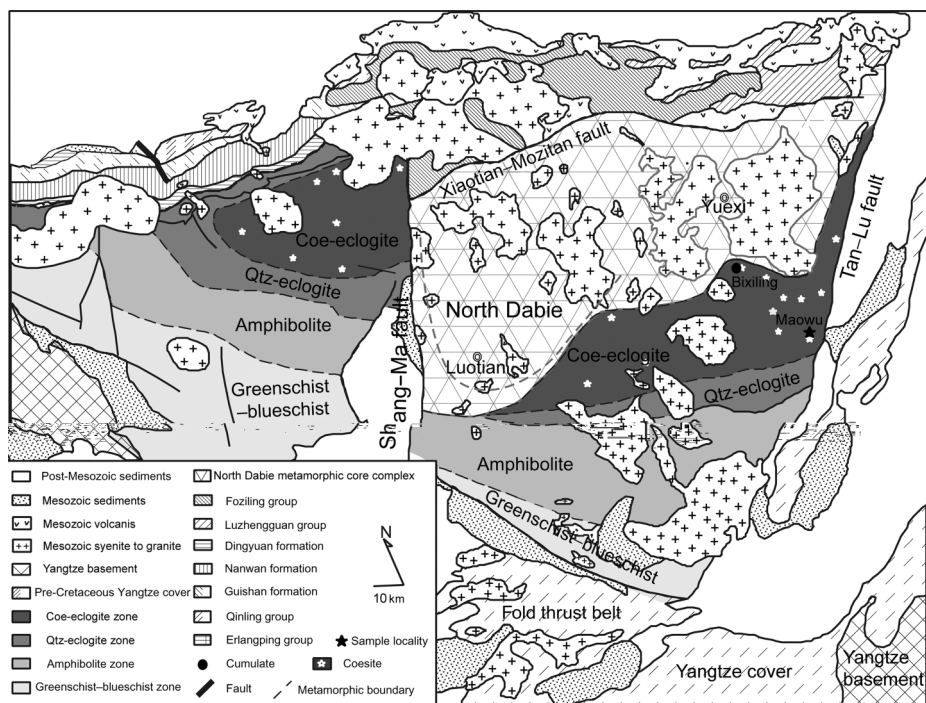 Xiaotian–Mozitan fault
Yuexi
Tan–Lu fault
Coe-eclogite
Bixiling
Qtz-eclogite
North Dabie
Maowu
Amphibolite
Shang–Ma fault
Luotian
Coe-eclogite
Greenschist
–blueschist
Qtz-eclogite
Amphibolite
Greenschist–blueschist
Fold thrust belt
Yangtze cover
Yangtze
basement
Post-Mesozoic sediments
Mesozoic sediments
Mesozoic volcanis
Mesozoic syenite to granite
Yangtze basement
Pre-Cretaceous Yangtze cover
Coe-eclogite zone
Qtz-eclogite zone
Amphibolite zone
Greenschist–blueschist zone
North Dabie metamorphic core complex
Foziling group
Luzhengguan group
Dingyuan formation
Nanwan formation
Guishan formation
Qinling group
Erlangping group
Sample locality
Cumulate
Coesite
Fault
Metamorphic boundary
N
10 km